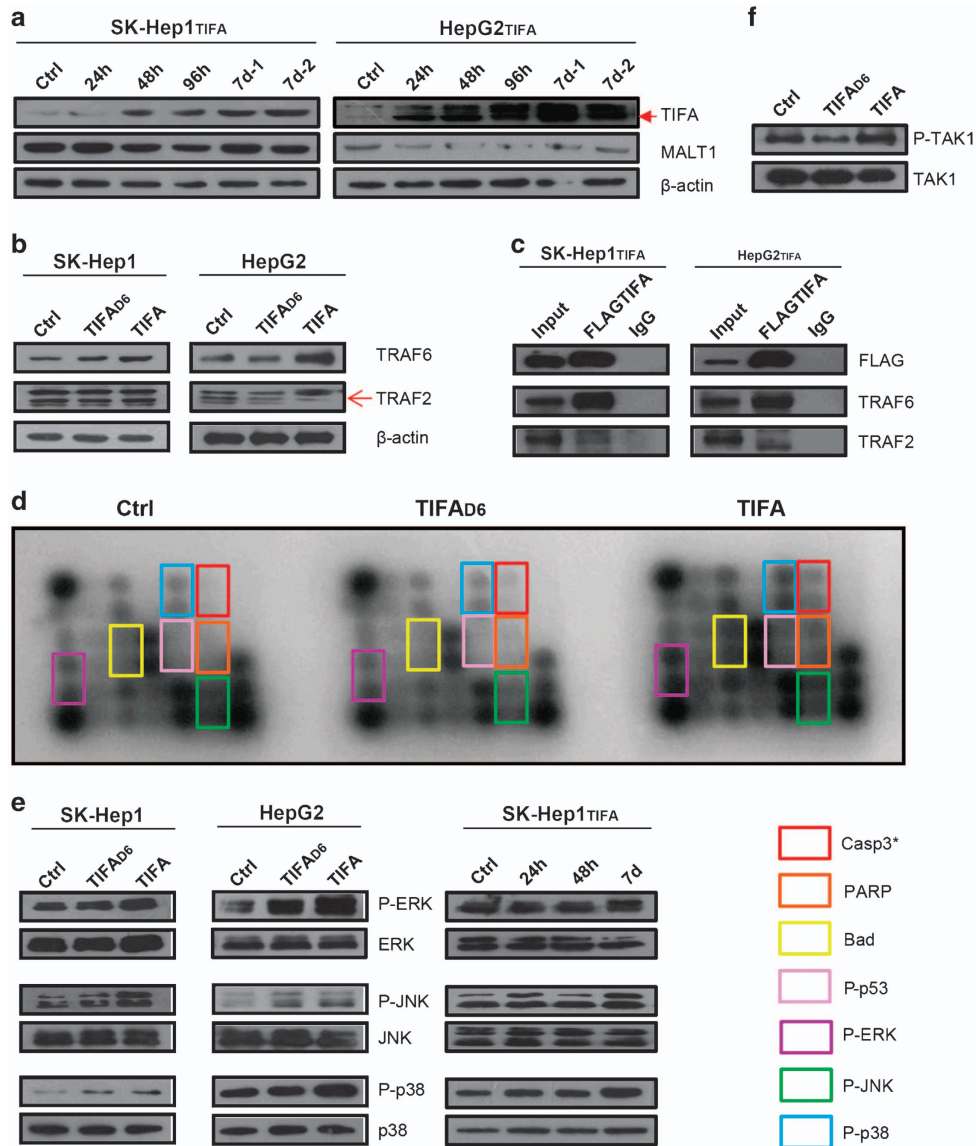 a
SK-Hep1TIFA
HepG2TIFA
Ctrl 24h 48h 96h 7d-1 7d-2
Ctrl 24h 48h 96h 7d-1 7d-2
TIFA
MALT1
β-actin
f
Ctrl TIFAD6 TIFA
P-TAK1
TAK1
b
SK-Hep1
HepG2
Ctrl TIFAD6 TIFA
Ctrl TIFAD6 TIFA
TRAF6
TRAF2
β-actin
c
SK-Hep1TIFA
HepG2TIFA
Input FLAGTIFA IgG
Input FLAGTIFA IgG
FLAG
TRAF6
TRAF2
d
Ctrl
TIFAD6
TIFA
e
SK-Hep1
HepG2
SK-Hep1TIFA
Ctrl TIFAD6 TIFA
Ctrl TIFAD6 TIFA
Ctrl 24h 48h 7d
P-ERK
ERK
P-JNK
JNK
P-p38
p38
Casp3*
PARP
Bad
P-p53
P-ERK
P-JNK
P-p38